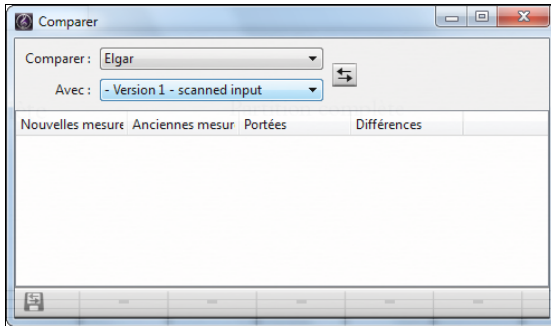 Comparer
Comparer : Elgar
Avec : - Version 1 - scanned input
Nouvelles mesure Anciennes mesur Portées Différences